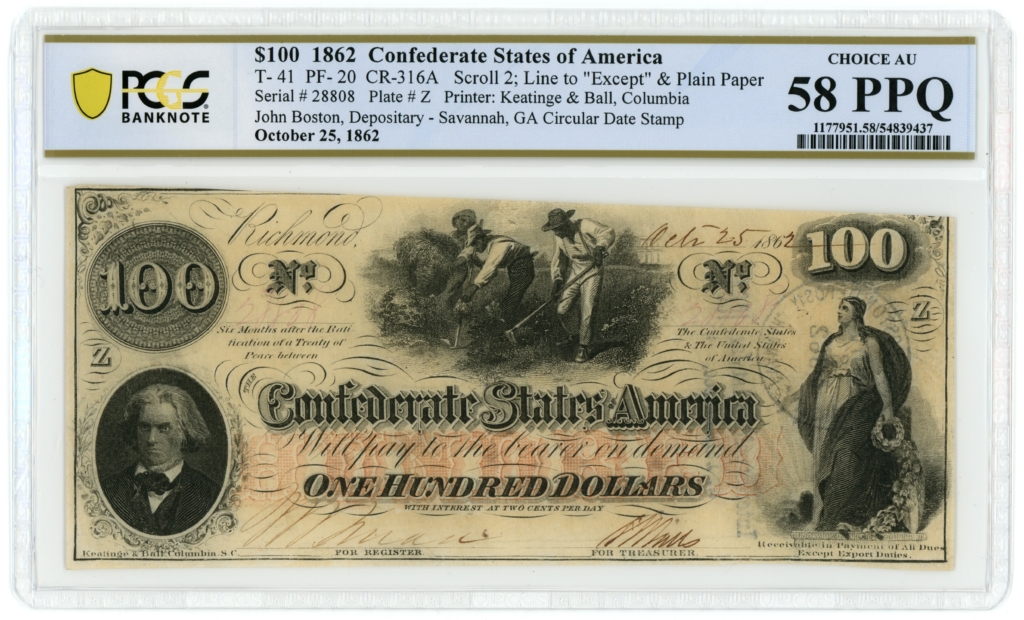 $100 1862 Confederate States of America
T- 41 PF- 20 CR-316A Scroll 2; Line to "Except" & Plain Paper
Serial # 28808 Plate # Z Printer: Keatinge & Ball, Columbia
John Boston, Depositary - Savannah, GA Circular Date Stamp
October 25, 1862
PCGS
BANKNOTE
CHOICE AU
58 PPQ
1177951.58/54839437
Richmond,
Octr 25 1862
100
100
No
No
Z
Z
Six Months after the Rati
fication of a Treaty of
Peace between
The Confederate States
& The United States
of America
THE
Confederate States America
Will pay to the bearer on demand
ONE HUNDRED DOLLARS
WITH INTEREST AT TWO CENTS PER DAY
Keatinge & Ball, Columbia, S.C.
FOR REGISTER.
FOR TREASURER.
Receivable in Payment of All Dues
Except Export Duties.